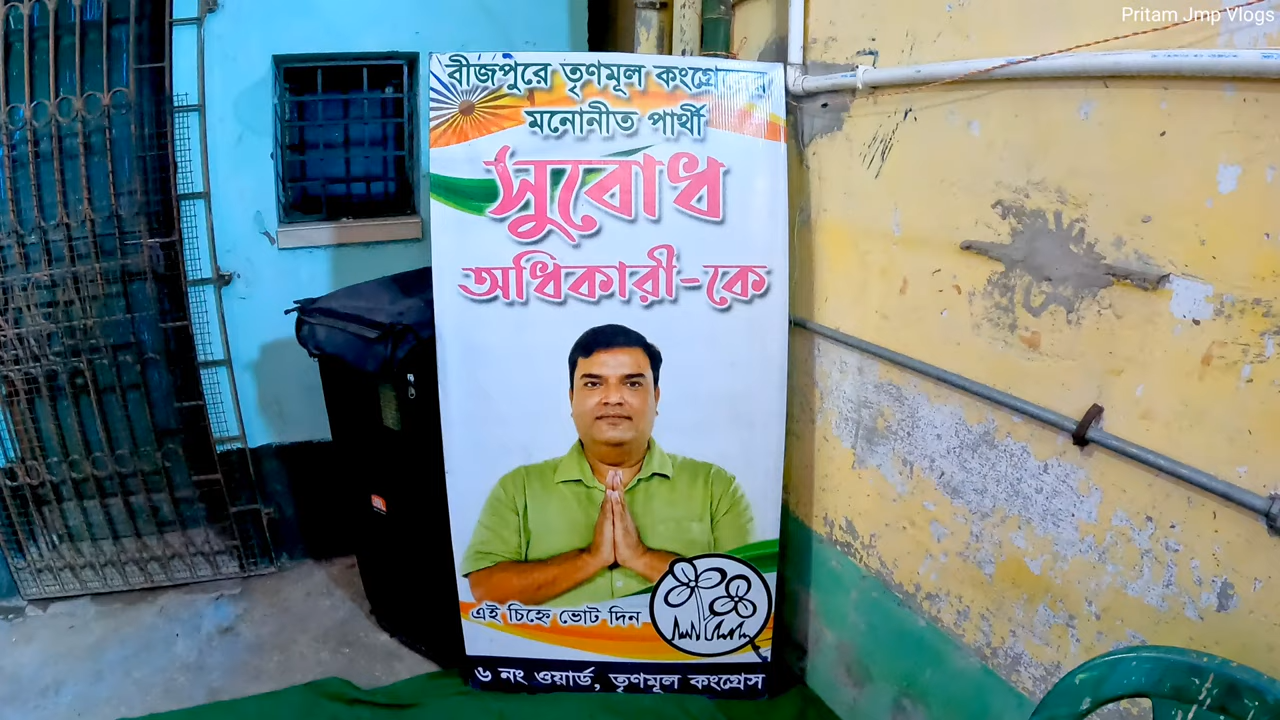 Pritam Jmp Vlogs
বীজপুরে তৃণমূল
মনোনীত পার্থী
সুবোধ
অধিকারী-কে
এই চিহ্নে ভোট দিন
৬ নং ওয়ার্ড, তৃণমূল কংগ্রেস